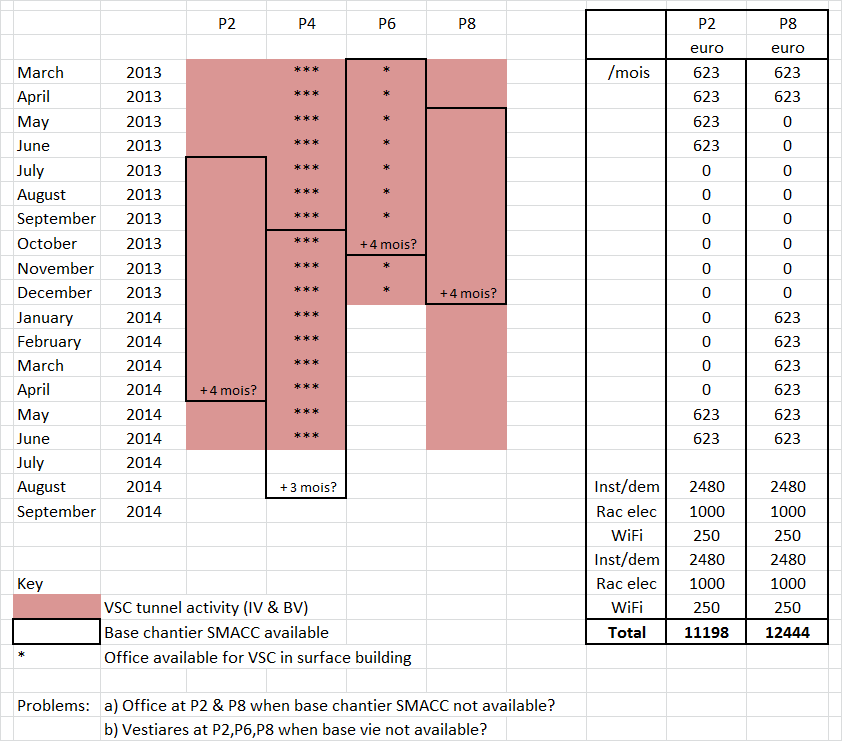 P2 P4 P6 P8 P2 P8
euro euro
March 2013 *** * /mois 623 623
April 2013 *** * 623 623
May 2013 *** * 623 0
June 2013 *** * 623 0
July 2013 *** * 0 0
August 2013 *** * 0 0
September 2013 *** * 0 0
October 2013 *** +4 mois? 0 0
November 2013 *** * 0 0
December 2013 *** * +4 mois? 0 0
January 2014 *** 0 623
February 2014 *** 0 623
March 2014 *** 0 623
April 2014 +4 mois? *** 0 623
May 2014 *** 623 623
June 2014 *** 623 623
July 2014
August 2014 +3 mois? Inst/dem 2480 2480
September 2014 Rac elec 1000 1000
WiFi 250 250
Inst/dem 2480 2480
Key Rac elec 1000 1000
VSC tunnel activity (IV & BV) WiFi 250 250
Base chantier SMACC available Total 11198 12444
* Office available for VSC in surface building
Problems: a) Office at P2 & P8 when base chantier SMACC not available?
b) Vestiares at P2,P6,P8 when base vie not available?